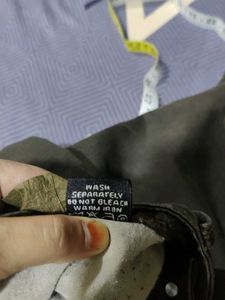 WASH
SEPARATELY
DO NOT BLEACH
WARM IRON